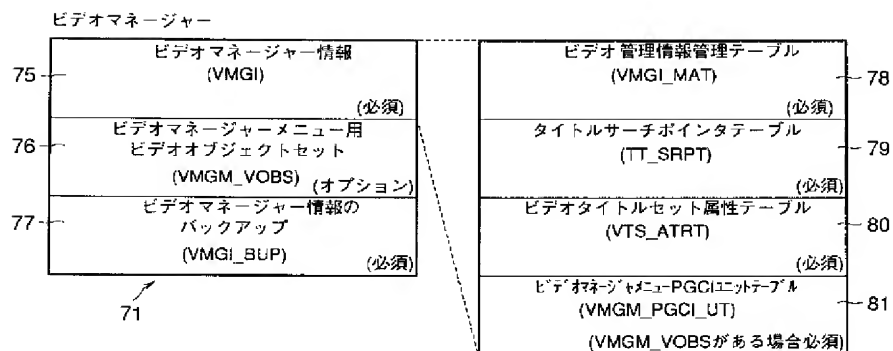 ビデオマネージャー
75
ビデオマネージャー情報
(VMGI)
(必須)
76
ビデオマネージャーメニュー用
ビデオオブジェクトセット
(VMGM_VOBS)
(オプション)
77
ビデオマネージャー情報の
バックアップ
(VMGI_BUP)
(必須)
71
ビデオ管理情報管理テーブル
(VMGI_MAT)
(必須)
78
タイトルサーチポインタテーブル
(TT_SRPT)
(必須)
79
ビデオタイトルセット属性テーブル
(VTS_ATRT)
(必須)
80
ビデオマネージャメニューPGCIユニットテーブル
(VMGM_PGCI_UT)
(VMGM_VOBSがある場合必須)
81